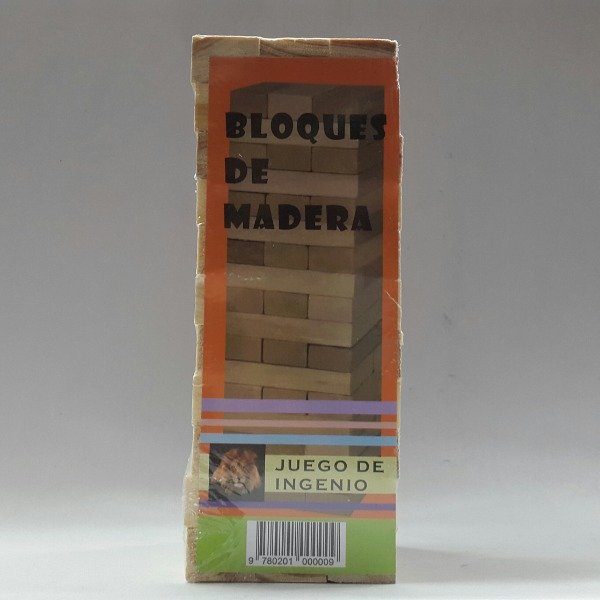 BLOQUES
DE
MADERA
JUEGO DE
INGENIO
9 780201 000009